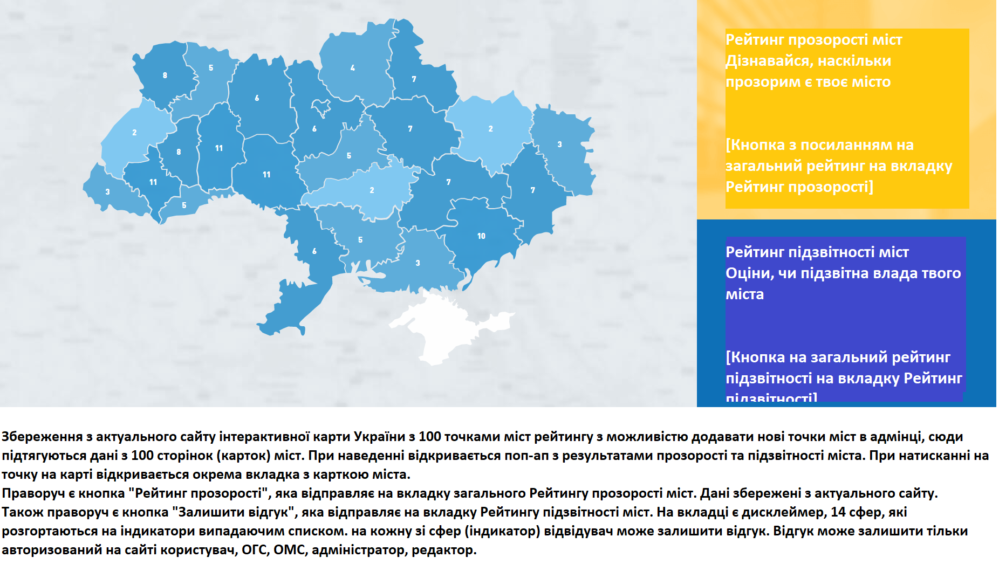 8
5
6
4
7
2
8
11
6
7
2
3
5
11
11
3
5
2
7
7
6
5
10
3
Рейтинг прозорості міст
Дізнавайся, наскільки
прозорим є твоє місто
[Кнопка з посиланням на
загальний рейтинг на вкладку
Рейтинг прозорості]
Рейтинг підзвітності міст
Оціни, чи підзвітна влада твого
міста
[Кнопка на загальний рейтинг
підзвітності на вкладку Рейтинг
підзвітності]
Збереження з актуального сайту інтерактивної карти України з 100 точками міст рейтингу з можливістю додавати нові точки міст в адмінці, сюди
підтягуються дані з 100 сторінок (карток) міст. При наведенні відкривається поп-ап з результатами прозорості та підзвітності міста. При натисканні на
точку на карті відкривається окрема вкладка з карткою міста.
Праворуч є кнопка "Рейтинг прозорості", яка відправляє на вкладку загального Рейтингу прозорості міст. Дані збережені з актуального сайту.
Також праворуч є кнопка "Залишити відгук", яка відправляє на вкладку Рейтингу підзвітності міст. На вкладці є дисклеймер, 14 сфер, які
розгортаються на індикатори випадаючим списком. на кожну зі сфер (індикатор) відвідувач може залишити відгук. Відгук може залишити тільки
авторизований на сайті користувач, ОГС, ОМС, адміністратор, редактор.